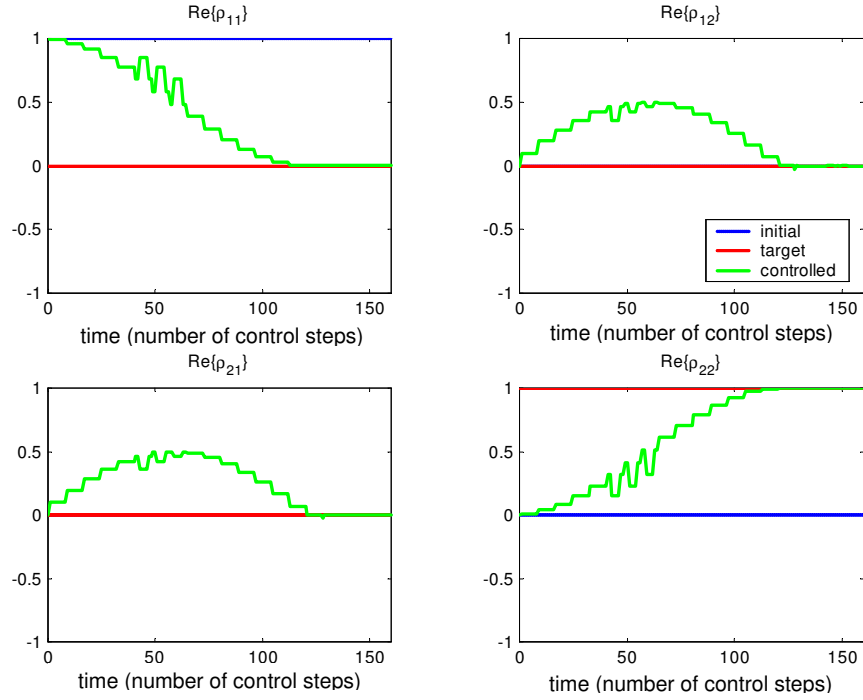 Re{ρ11}
1
0.5
0
-0.5
-1
0 50 100 150
time (number of control steps)
Re{ρ12}
1
0.5
0
-0.5
-1
initial
target
controlled
0 50 100 150
time (number of control steps)
Re{ρ21}
1
0.5
0
-0.5
-1
0 50 100 150
time (number of control steps)
Re{ρ22}
1
0.5
0
-0.5
-1
0 50 100 150
time (number of control steps)